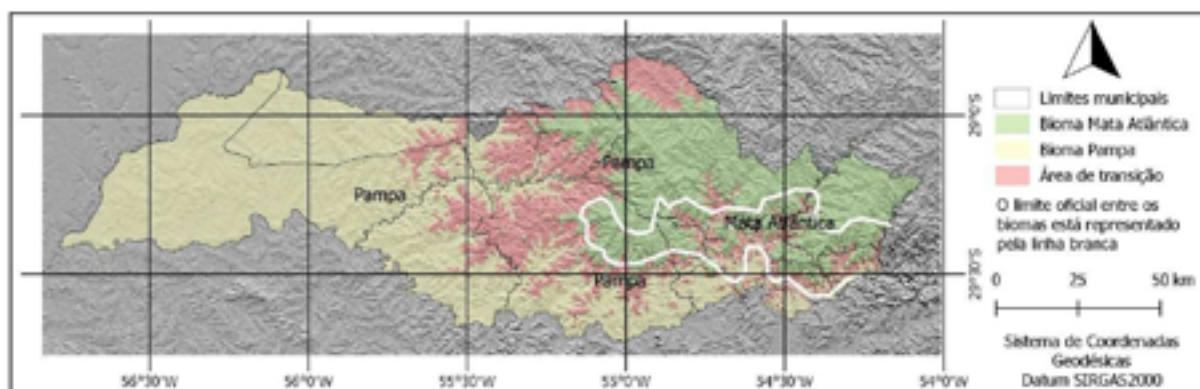 Limites municipais
Bioma Mata Atlântica
Bioma Pampa
Área de transição
O limite oficial entre os
biomas está representado
pela linha branca
0 25 50 km
Sistema de Coordenadas
Geodésicas
Datum SIRGAS2000
Pampa
Pampa
Mata Atlântica
Pampa
29°0'S
29°30'S
56°30'W 56°0'W 55°30'W 55°0'W 54°30'W 54°0'W